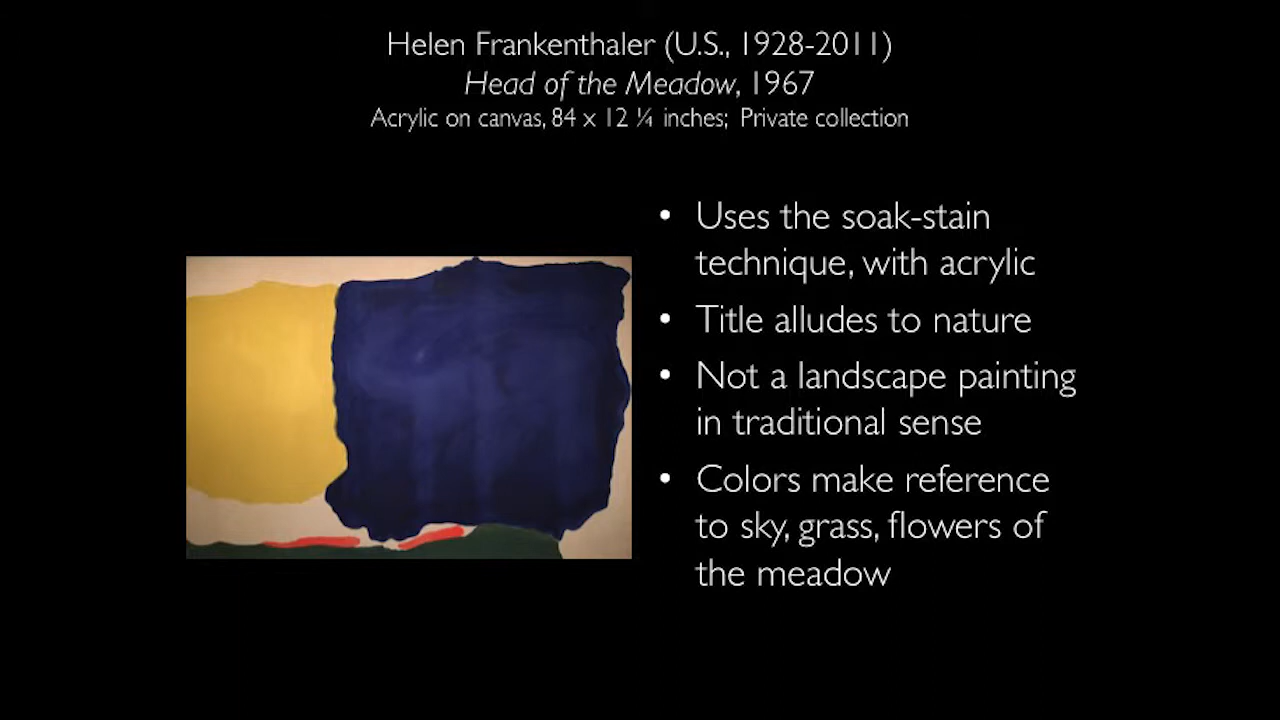 Helen Frankenthaler (U.S., 1928-2011)
Head of the Meadow, 1967
Acrylic on canvas, 84 x 12 ¼ inches; Private collection
• Uses the soak-stain
technique, with acrylic
• Title alludes to nature
• Not a landscape painting
in traditional sense
• Colors make reference
to sky, grass, flowers of
the meadow